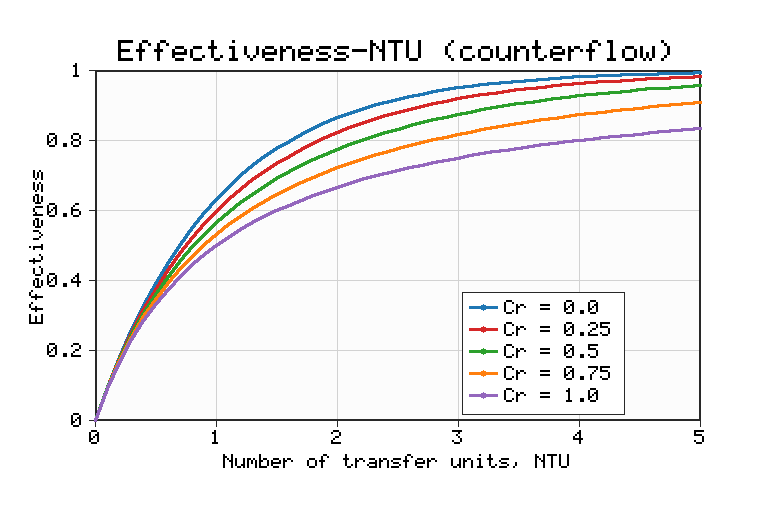 Effectiveness-NTU (counterflow)
1
0.8
0.6
0.4
0.2
0
Effectiveness
Cr = 0.0
Cr = 0.25
Cr = 0.5
Cr = 0.75
Cr = 1.0
0 1 2 3 4 5
Number of transfer units, NTU